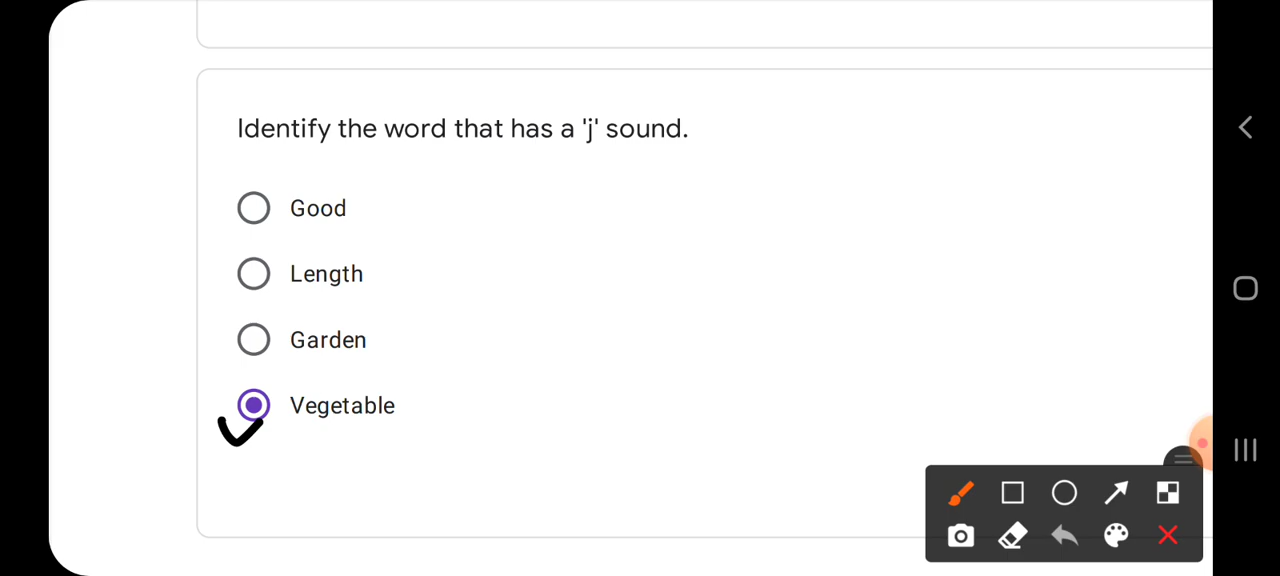 Identify the word that has a 'j' sound.
Good
Length
Garden
Vegetable